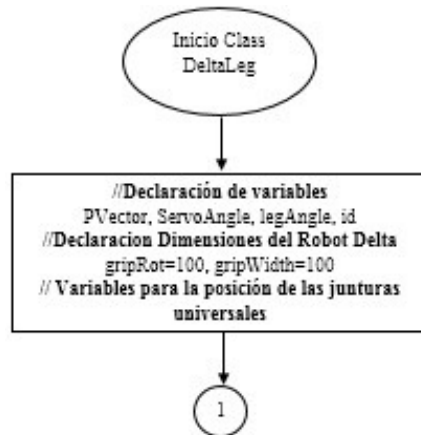 Inicio Class
DeltaLeg
//Declaración de variables
PVector, ServoAngle, legAngle, id
//Declaracion Dimensiones del Robot Delta
gripRot=100, gripWidth=100
// Variables para la posición de las junturas
universales
1